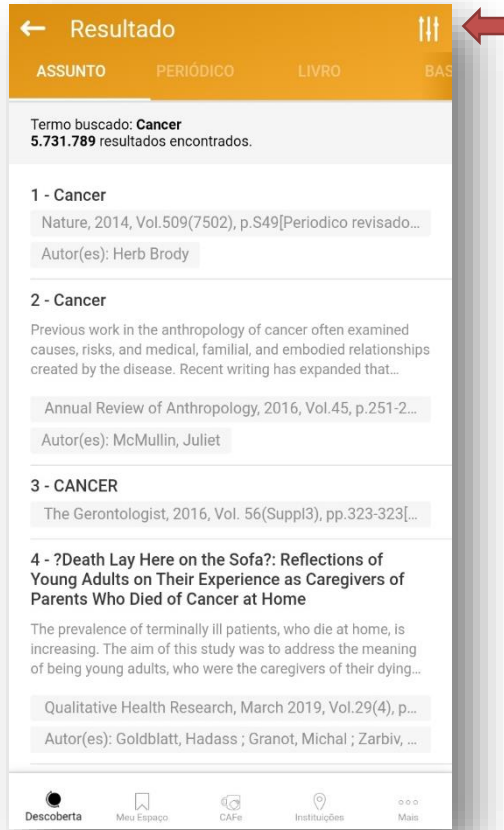 Resultado
ASSUNTO PERIÓDICO LIVRO BAS
Termo buscado: Cancer
5.731.789 resultados encontrados.
1 - Cancer
Nature, 2014, Vol.509(7502), p.S49[Periodico revisado...
Autor(es): Herb Brody
2 - Cancer
Previous work in the anthropology of cancer often examined
causes, risks, and medical, familial, and embodied relationships
created by the disease. Recent writing has expanded that...
Annual Review of Anthropology, 2016, Vol.45, p.251-2...
Autor(es): McMullin, Juliet
3 - CANCER
The Gerontologist, 2016, Vol. 56(Suppl3), pp.323-323[...
4 - ?Death Lay Here on the Sofa?: Reflections of
Young Adults on Their Experience as Caregivers of
Parents Who Died of Cancer at Home
The prevalence of terminally ill patients, who die at home, is
increasing. The aim of this study was to address the meaning
of being young adults, who were the caregivers of their dying...
Qualitative Health Research, March 2019, Vol.29(4), p...
Autor(es): Goldblatt, Hadass ; Granot, Michal ; Zarbiv, ...
Descoberta Meu Espaço CAFe Instituições Mais